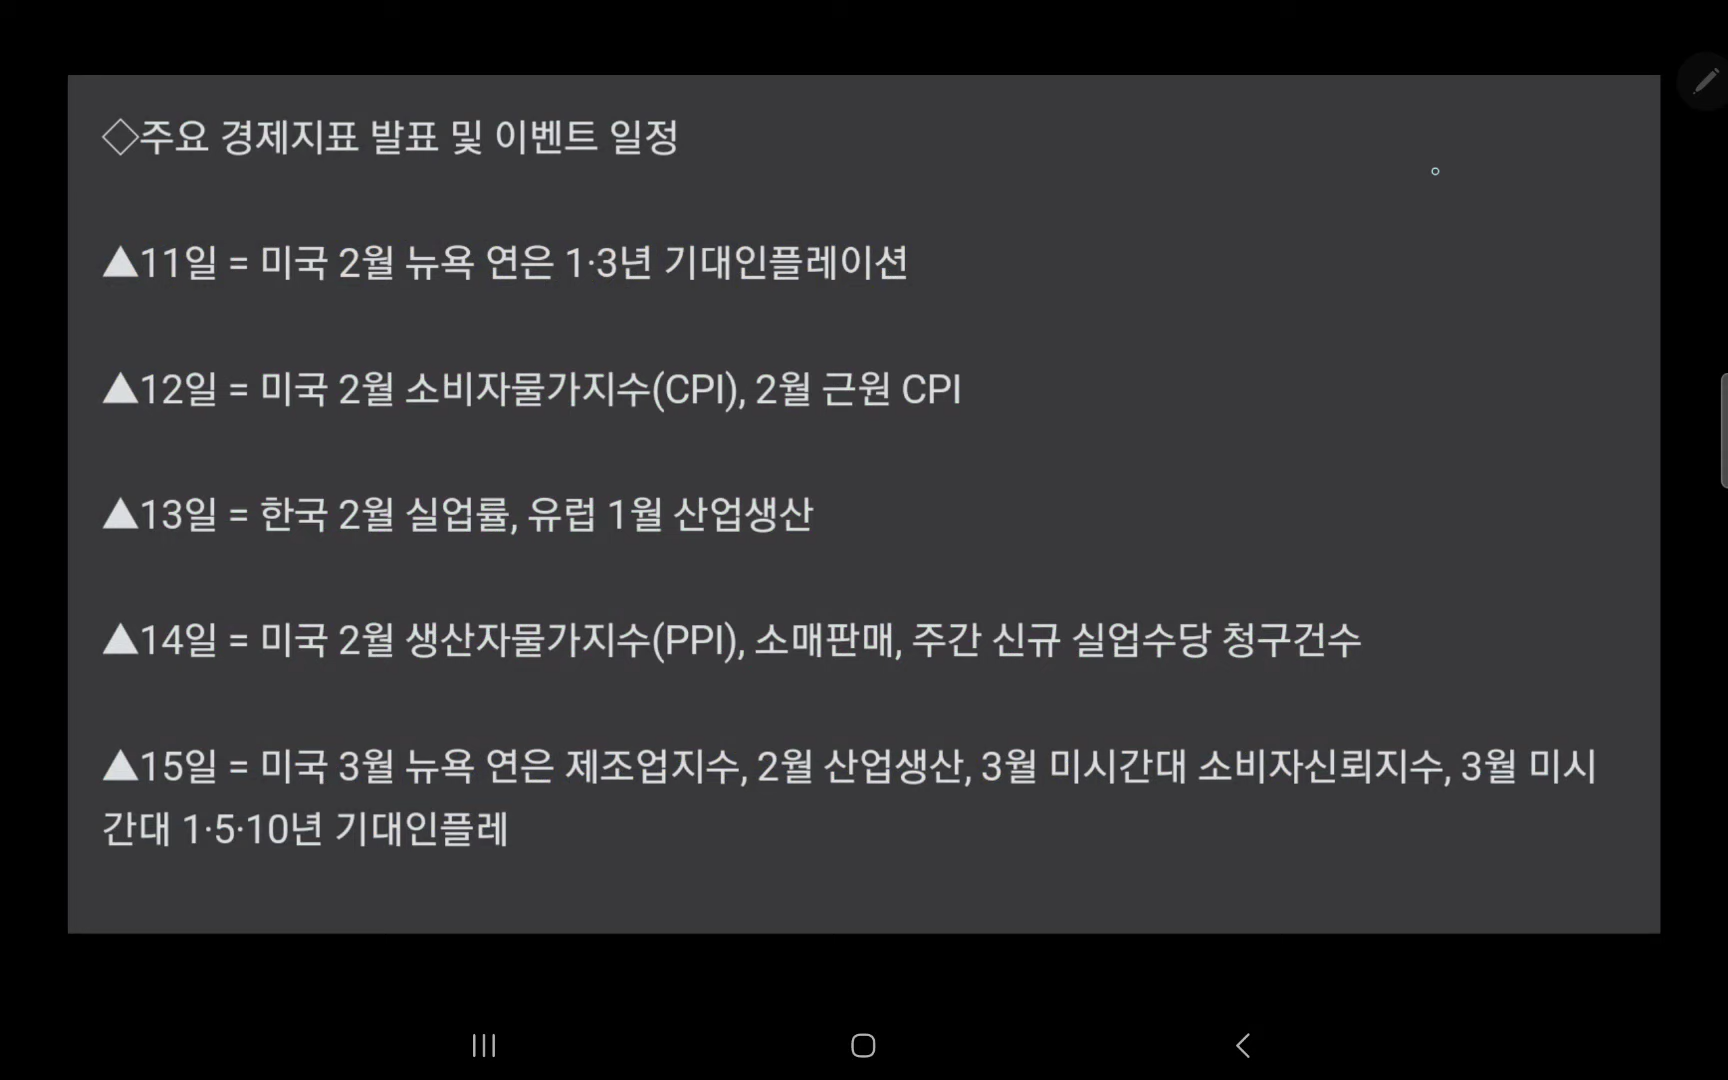 ◇주요 경제지표 발표 및 이벤트 일정
▲11일 = 미국 2월 뉴욕 연은 1·3년 기대인플레이션
▲12일 = 미국 2월 소비자물가지수(CPI), 2월 근원 CPI
▲13일 = 한국 2월 실업률, 유럽 1월 산업생산
▲14일 = 미국 2월 생산자물가지수(PPI), 소매판매, 주간 신규 실업수당 청구건수
▲15일 = 미국 3월 뉴욕 연은 제조업지수, 2월 산업생산, 3월 미시간대 소비자신뢰지수, 3월 미시
간대 1·5·10년 기대인플레